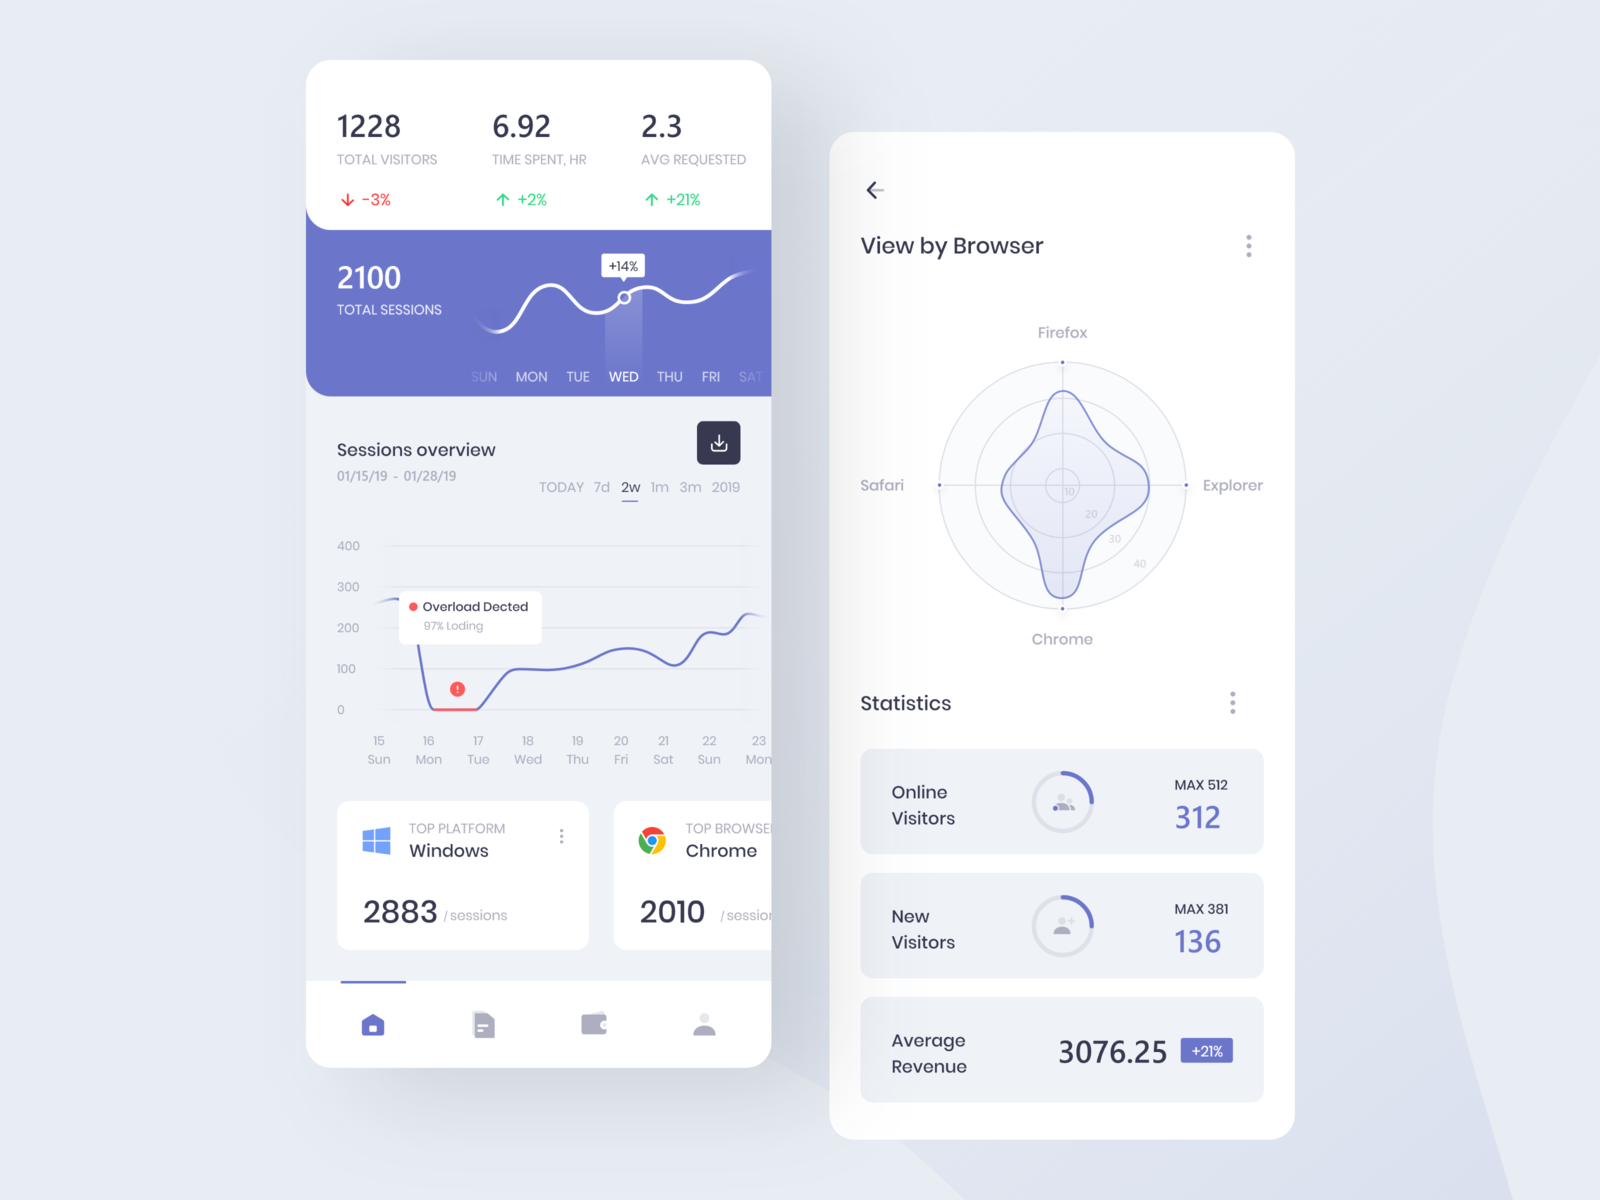 1228 6.92 2.3
TOTAL VISITORS TIME SPENT, HR AVG REQUESTED
-3% +2% +21%
2100
TOTAL SESSIONS
+14%
SUN MON TUE WED THU FRI SAT
Sessions overview
01/15/19 - 01/28/19
TODAY 7d 2w 1m 3m 2019
400
300
200
100
0
Overload Dected
97% Loding
!
15 16 17 18 19 20 21 22 23
Sun Mon Tue Wed Thu Fri Sat Sun Mon
TOP PLATFORM
Windows
2883 / sessions
TOP BROWSE
Chrome
2010 / sessio
View by Browser
Firefox
Safari
Explorer
Chrome
10
20
30
40
Statistics
Online
Visitors
MAX 512
312
New
Visitors
MAX 381
136
Average
Revenue
3076.25 +21%